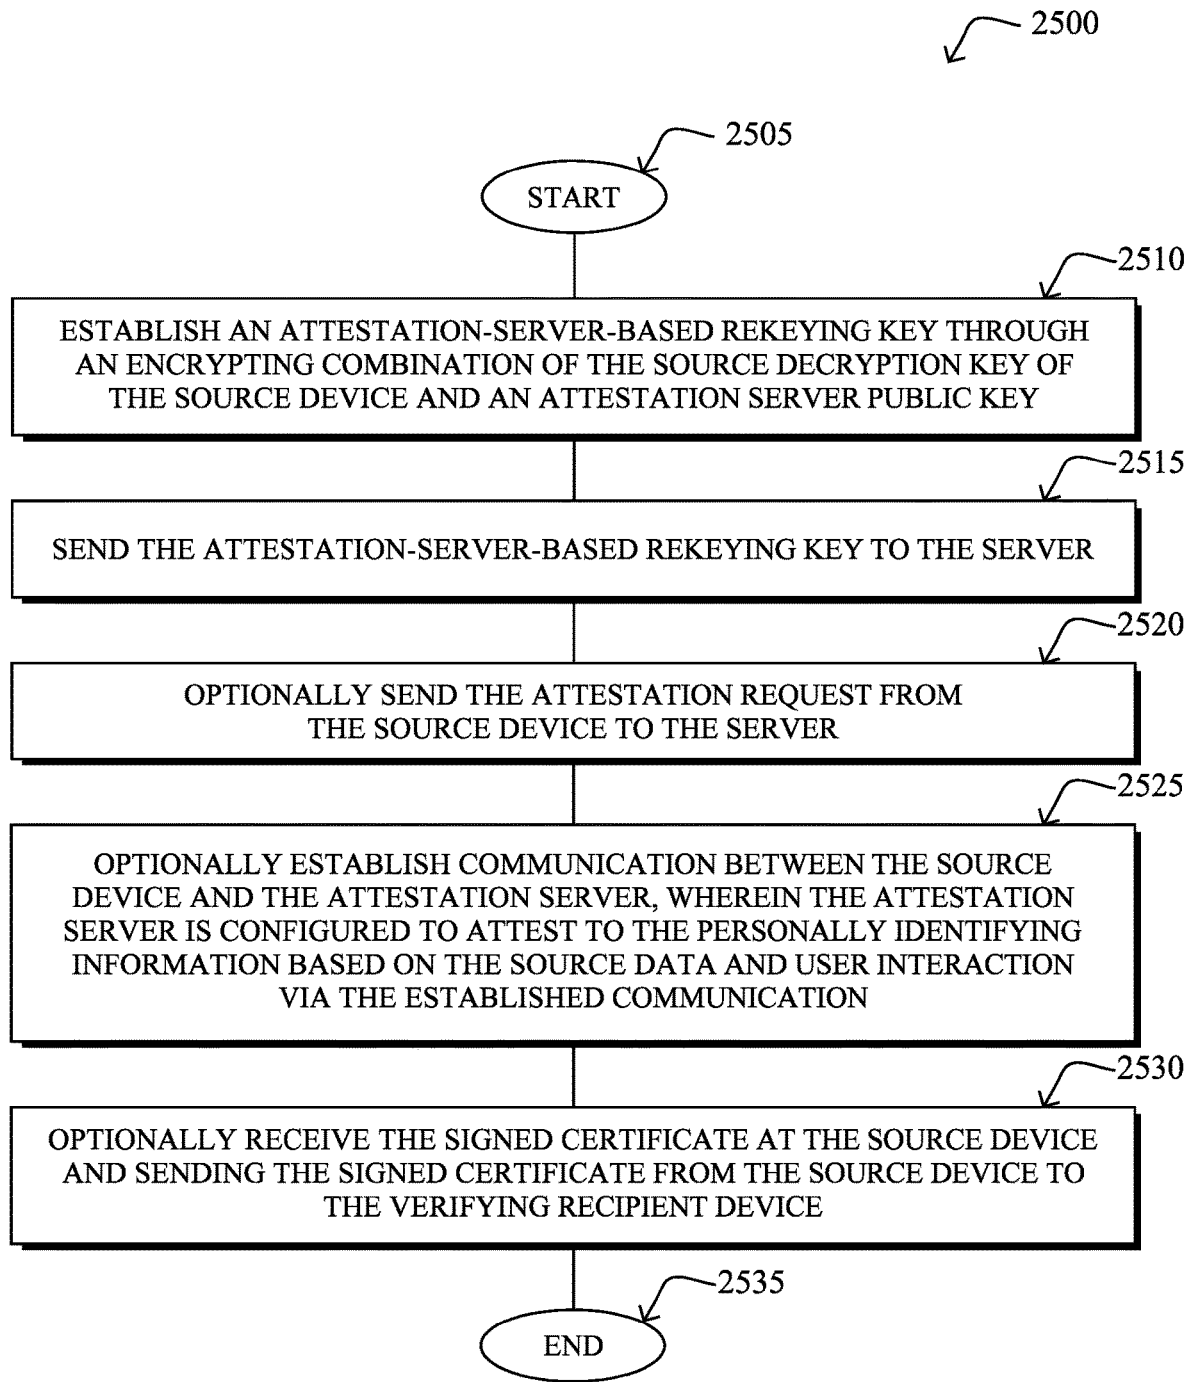 2500
2505
START
2510
ESTABLISH AN ATTESTATION-SERVER-BASED REKEYING KEY THROUGH
AN ENCRYPTING COMBINATION OF THE SOURCE DECRYPTION KEY OF
THE SOURCE DEVICE AND AN ATTESTATION SERVER PUBLIC KEY
2515
SEND THE ATTESTATION-SERVER-BASED REKEYING KEY TO THE SERVER
2520
OPTIONALLY SEND THE ATTESTATION REQUEST FROM
THE SOURCE DEVICE TO THE SERVER
2525
OPTIONALLY ESTABLISH COMMUNICATION BETWEEN THE SOURCE
DEVICE AND THE ATTESTATION SERVER, WHEREIN THE ATTESTATION
SERVER IS CONFIGURED TO ATTEST TO THE PERSONALLY IDENTIFYING
INFORMATION BASED ON THE SOURCE DATA AND USER INTERACTION
VIA THE ESTABLISHED COMMUNICATION
2530
OPTIONALLY RECEIVE THE SIGNED CERTIFICATE AT THE SOURCE DEVICE
AND SENDING THE SIGNED CERTIFICATE FROM THE SOURCE DEVICE TO
THE VERIFYING RECIPIENT DEVICE
2535
END